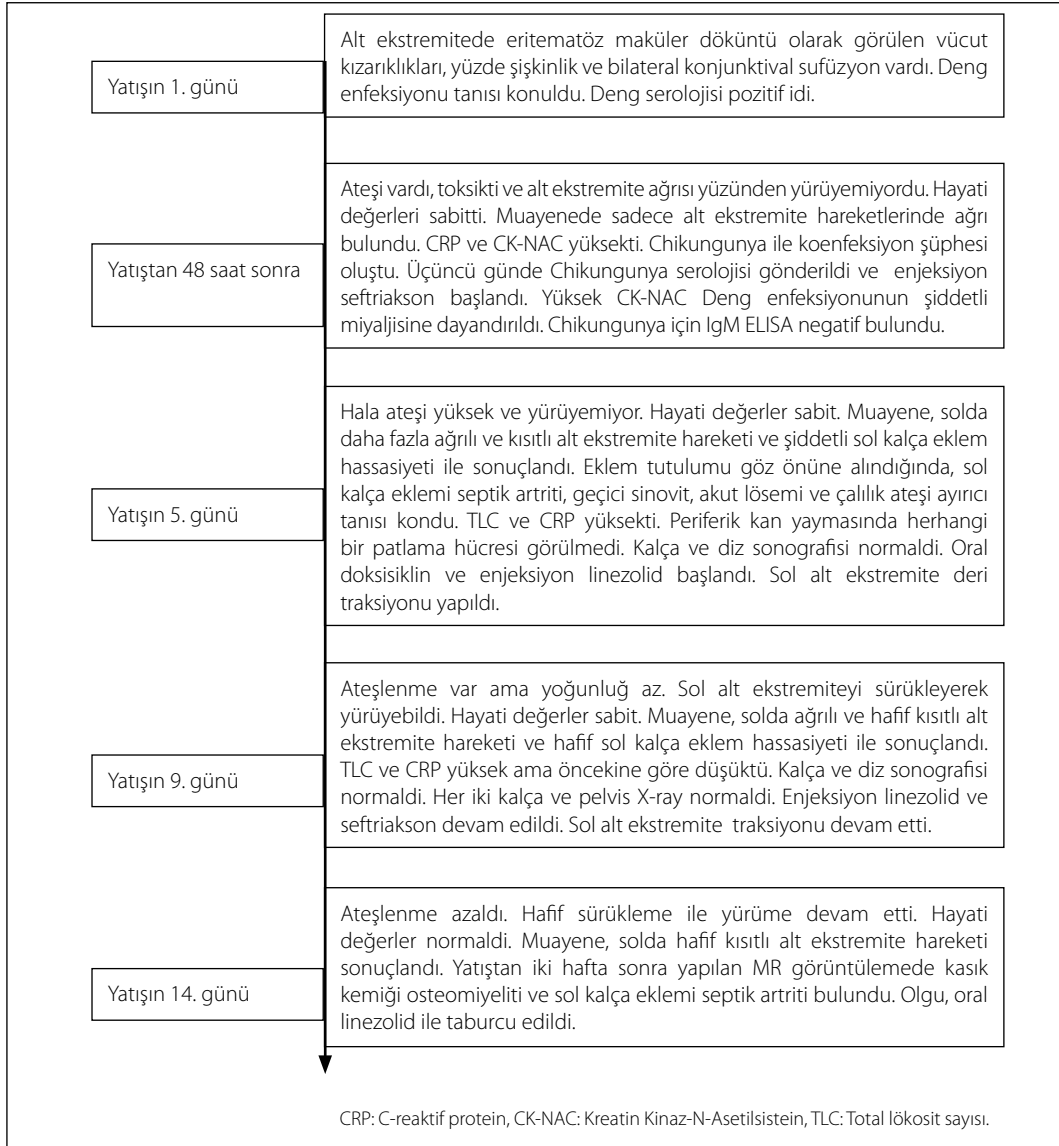 Yatışın 1. günü
Alt ekstremitede eritematöz maküler döküntü olarak görülen vücut
kızarıklıkları, yüzde şişkinlik ve bilateral konjunktival sufüzyon vardı. Deng
enfeksiyonu tanısı konuldu. Deng serolojisi pozitif idi.
Yatıştan 48 saat sonra
Ateşi vardı, toksikti ve alt ekstremite ağrısı yüzünden yürüyemiyordu. Hayati
değerleri sabitti. Muayenede sadece alt ekstremite hareketlerinde ağrı
bulundu. CRP ve CK-NAC yüksekti. Chikungunya ile koenfeksiyon şüphesi
oluştu. Üçüncü günde Chikungunya serolojisi gönderildi ve enjeksiyon
seftriakson başlandı. Yüksek CK-NAC Deng enfeksiyonunun şiddetli
miyaljisine dayandırıldı. Chikungunya için IgM ELISA negatif bulundu.
Yatışın 5. günü
Hala ateşi yüksek ve yürüyemiyor. Hayati değerler sabit. Muayene, solda
daha fazla ağrılı ve kısıtlı alt ekstremite hareketi ve şiddetli sol kalça eklem
hassasiyeti ile sonuçlandı. Eklem tutulumu göz önüne alındığında, sol
kalça eklemi septik artriti, geçici sinovit, akut lösemi ve çalılık ateşi ayırıcı
tanısı kondu. TLC ve CRP yüksekti. Periferik kan yaymasında herhangi
bir patlama hücresi görülmedi. Kalça ve diz sonografisi normaldi. Oral
doksisiklin ve enjeksiyon linezolid başlandı. Sol alt ekstremite deri
traksiyonu yapıldı.
Yatışın 9. günü
Ateşlenme var ama yoğunluğ az. Sol alt ekstremiteyi sürükleyerek
yürüyebildi. Hayati değerler sabit. Muayene, solda ağrılı ve hafif kısıtlı alt
ekstremite hareketi ve hafif sol kalça eklem hassasiyeti ile sonuçlandı.
TLC ve CRP yüksek ama öncekine göre düşüktü. Kalça ve diz sonografisi
normaldi. Her iki kalça ve pelvis X-ray normaldi. Enjeksiyon linezolid ve
seftriakson devam edildi. Sol alt ekstremite traksiyonu devam etti.
Yatışın 14. günü
Ateşlenme azaldı. Hafif sürükleme ile yürüme devam etti. Hayati
değerler normaldi. Muayene, solda hafif kısıtlı alt ekstremite hareketi
sonuçlandı. Yatıştan iki hafta sonra yapılan MR görüntülemede kasık
kemiği osteomiyeliti ve sol kalça eklemi septik artriti bulundu. Olgu, oral
linezolid ile taburcu edildi.
CRP: C-reaktif protein, CK-NAC: Kreatin Kinaz-N-Asetilsistein, TLC: Total lökosit sayısı.